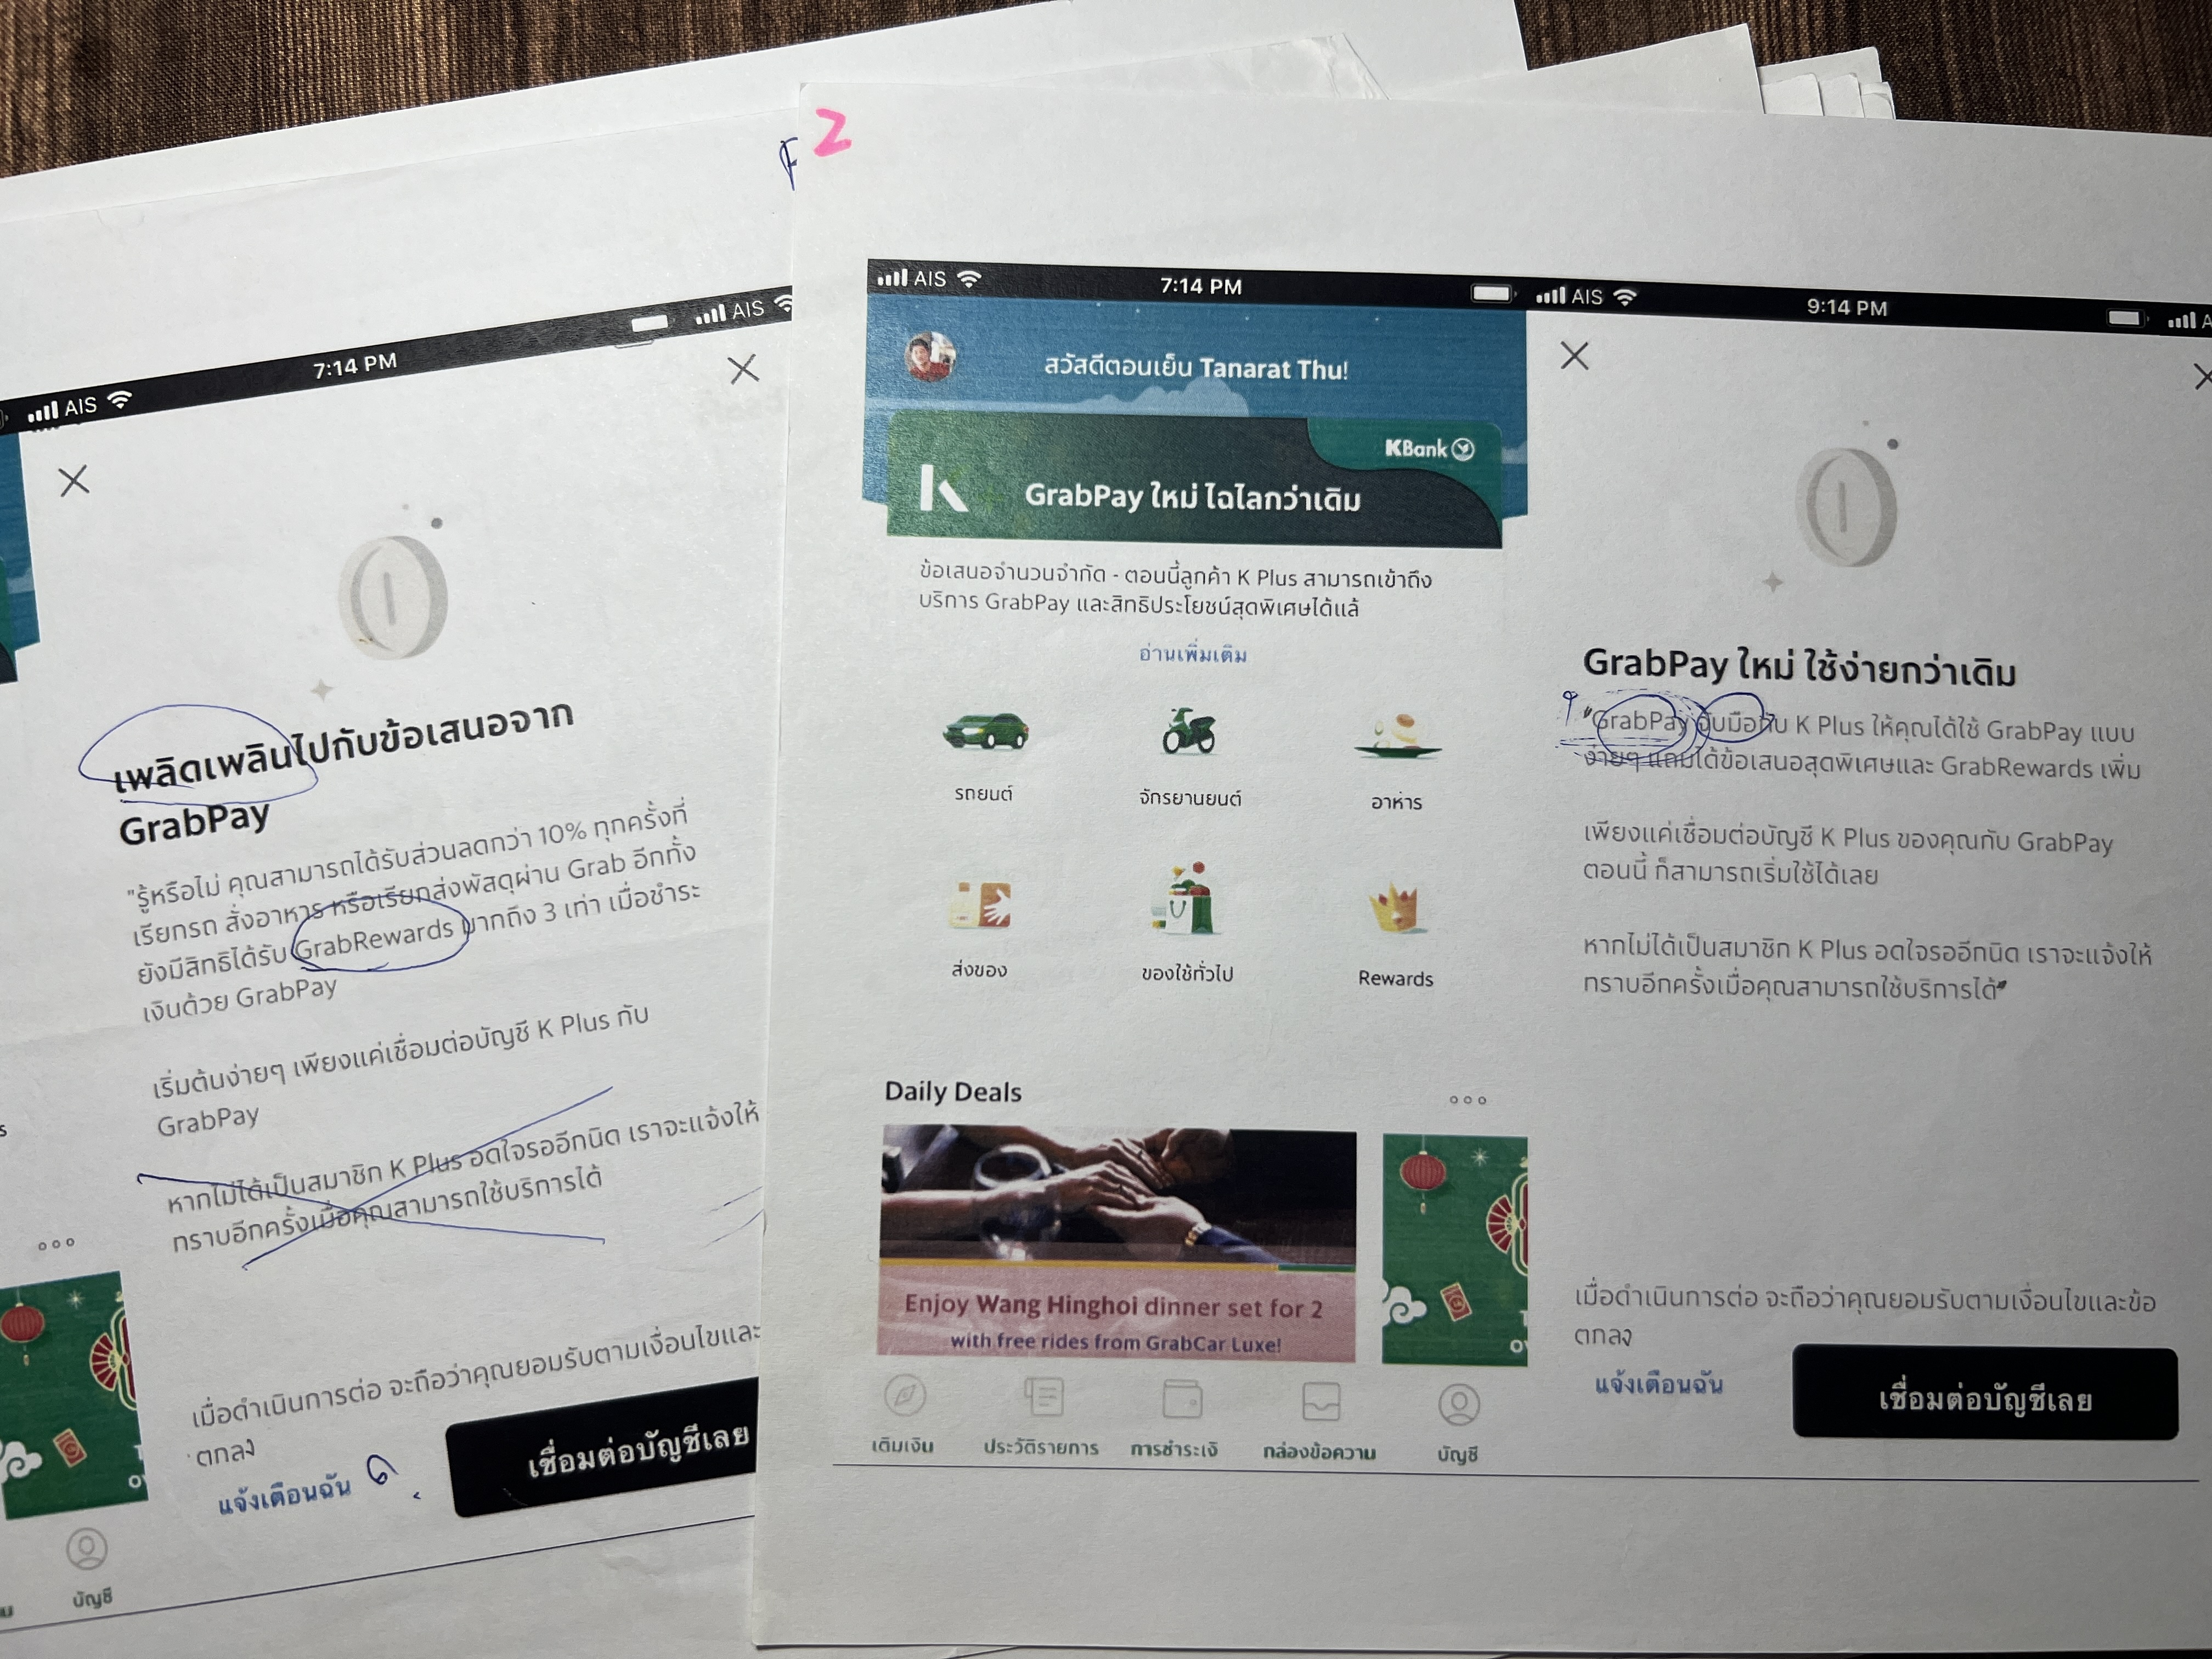 AIS
7:14 PM
AIS
เพลิดเพลินไปกับข้อเสนอจาก
GrabPay
"รู้หรือไม่ คุณสามารถได้รับส่วนลดกว่า 10% ทุกครั้งที่
เรียกรถ สั่งอาหาร หรือเรียกส่งพัสดุผ่าน Grab อีกทั้ง
ยังมีสิทธิได้รับ GrabRewards มากถึง 3 เท่า เมื่อชำระ
เงินด้วย GrabPay
เริ่มต้นง่ายๆ เพียงแค่เชื่อมต่อบัญชี K Plus กับ
GrabPay
หากไม่ได้เป็นสมาชิก K Plus อดใจรออีกนิด เราจะแจ้งให้
ทราบอีกครั้งเมื่อคุณสามารถใช้บริการได้
เมื่อดำเนินการต่อ จะถือว่าคุณยอมรับตามเงื่อนไขและ
ตกลง
แจ้งเตือนฉัน
เชื่อมต่อบัญชีเลย
บัญชี
2
AIS
7:14 PM
สวัสดีตอนเย็น Tanarat Thu!
KBank
GrabPay ใหม่ ไฉไลกว่าเดิม
ข้อเสนอจำนวนจำกัด - ตอนนี้ลูกค้า K Plus สามารถเข้าถึง
บริการ GrabPay และสิทธิประโยชน์สุดพิเศษได้แล้
อ่านเพิ่มเติม
รถยนต์
จักรยานยนต์
อาห่าร
ส่งของ
ของใช้ทั่วไป
Rewards
Daily Deals
Enjoy Wang Hinghoi dinner set for 2
with free rides from GrabCar Luxe!
เติมเงิน
ประวัติรายการ
การชำระเงิ
กล่องข้อความ
บัญชี
AIS
9:14 PM
GrabPay ใหม่ ใช้ง่ายกว่าเดิม
"GrabPay จับมือกับ K Plus ให้คุณได้ใช้ GrabPay แบบ
ง่ายๆ แถมได้ข้อเสนอสุดพิเศษและ GrabRewards เพิ่ม
เพียงแค่เชื่อมต่อบัญชี K Plus ของคุณกับ GrabPay
ตอนนี้ ก็สามารถเริ่มใช้ได้เลย
หากไม่ได้เป็นสมาชิก K Plus อดใจรออีกนิด เราจะแจ้งให้
ทราบอีกครั้งเมื่อคุณสามารถใช้บริการได้"
เมื่อดำเนินการต่อ จะถือว่าคุณยอมรับตามเงื่อนไขและข้อ
ตกลง
แจ้งเตือนฉัน
เชื่อมต่อบัญชีเลย